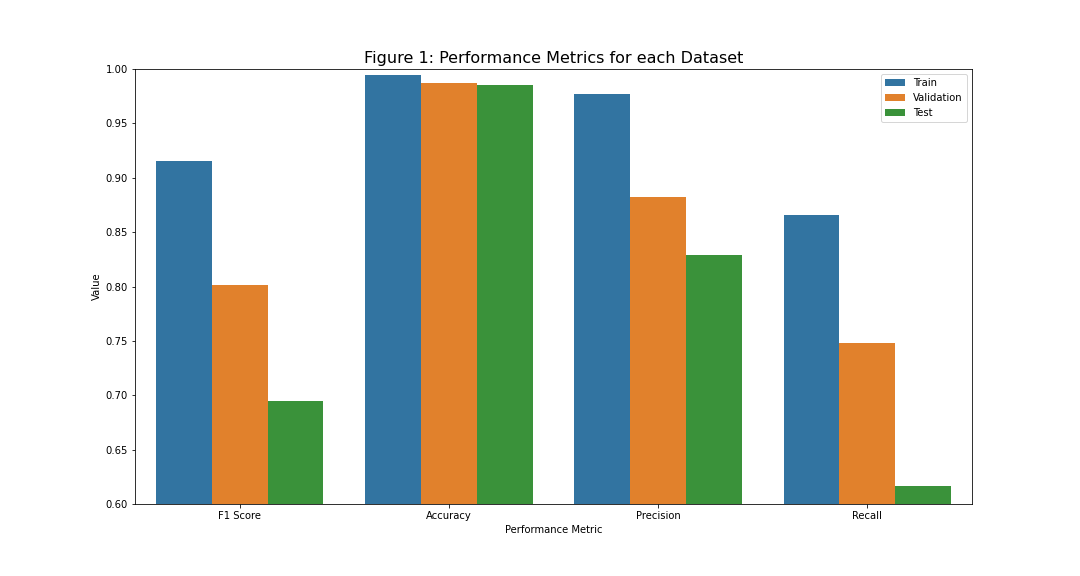 Figure 1: Performance Metrics for each Dataset
Train
Validation
Test
1.00
0.95
0.90
0.85
0.80
0.75
0.70
0.65
0.60
Value
F1 Score
Accuracy
Precision
Recall
Performance Metric